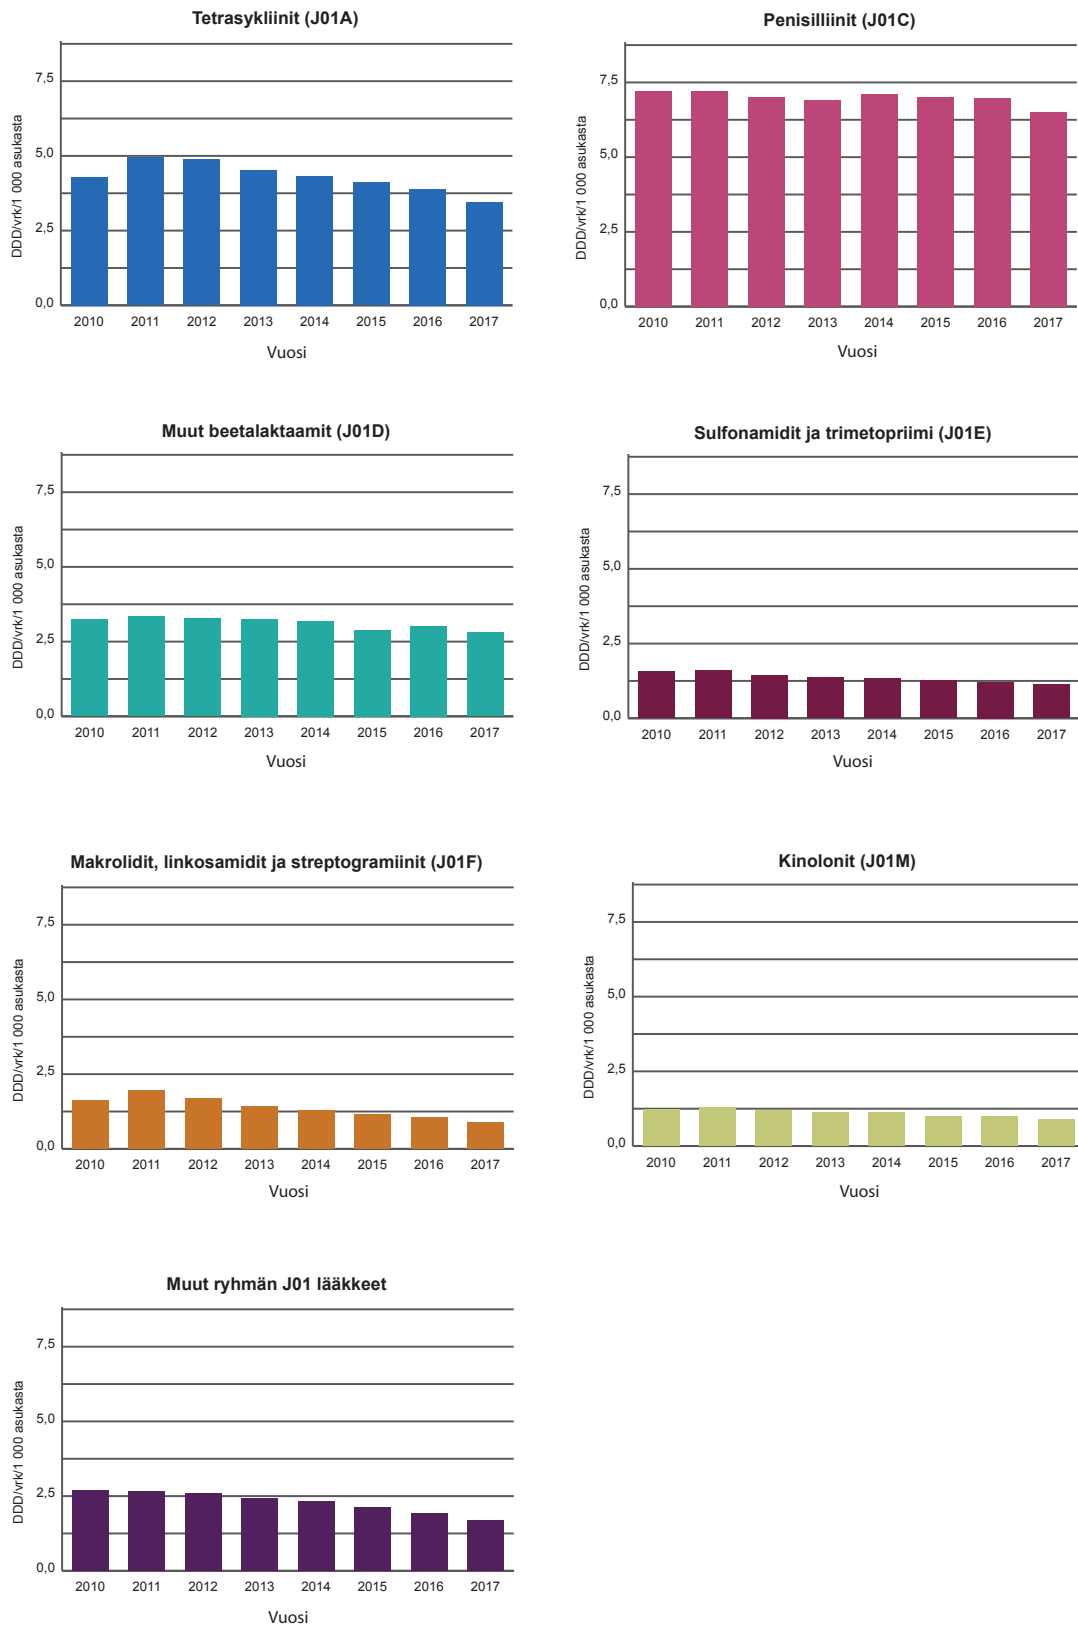 Tetrasykliinit (J01A)
DDD/vrk/1 000 asukasta
7,5
5,0
2,5
0,0
2010 2011 2012 2013 2014 2015 2016 2017
Vuosi
Penisilliinit (J01C)
DDD/vrk/1 000 asukasta
7,5
5,0
2,5
0,0
2010 2011 2012 2013 2014 2015 2016 2017
Vuosi
Muut beetalaktaamit (J01D)
DDD/vrk/1 000 asukasta
7,5
5,0
2,5
0,0
2010 2011 2012 2013 2014 2015 2016 2017
Vuosi
Sulfonamidit ja trimetopriimi (J01E)
DDD/vrk/1 000 asukasta
7,5
5,0
2,5
0,0
2010 2011 2012 2013 2014 2015 2016 2017
Vuosi
Makrolidit, linkosamidit ja streptogramiinit (J01F)
DDD/vrk/1 000 asukasta
7,5
5,0
2,5
0,0
2010 2011 2012 2013 2014 2015 2016 2017
Vuosi
Kinolonit (J01M)
DDD/vrk/1 000 asukasta
7,5
5,0
2,5
0,0
2010 2011 2012 2013 2014 2015 2016 2017
Vuosi
Muut ryhmän J01 lääkkeet
DDD/vrk/1 000 asukasta
7,5
5,0
2,5
0,0
2010 2011 2012 2013 2014 2015 2016 2017
Vuosi